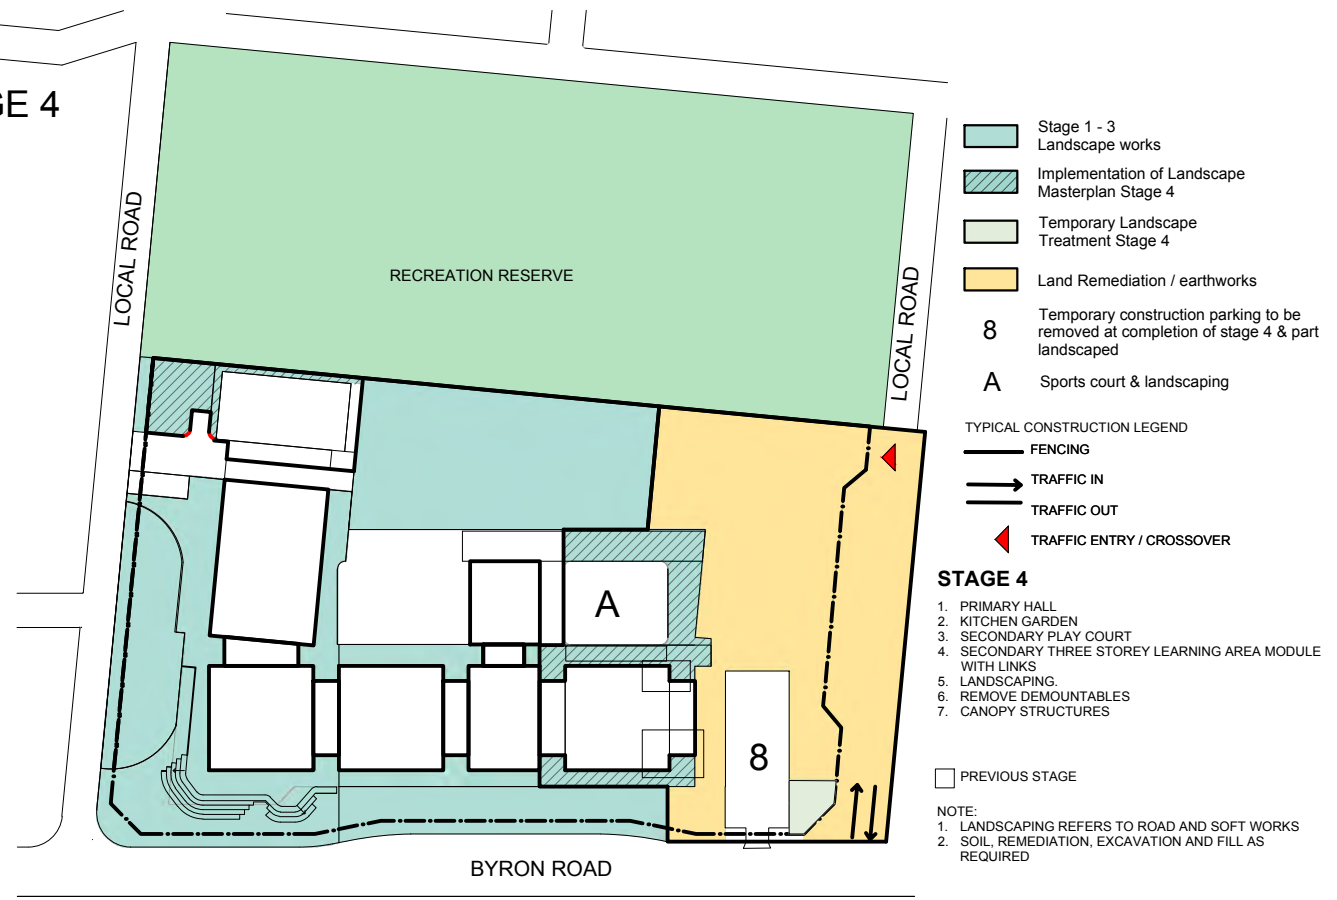 GE 4
LOCAL ROAD
RECREATION RESERVE
LOCAL ROAD
A
8
BYRON ROAD
Stage 1 - 3
Landscape works
Implementation of Landscape
Masterplan Stage 4
Temporary Landscape
Treatment Stage 4
Land Remediation / earthworks
8
Temporary construction parking to be
removed at completion of stage 4 & part
landscaped
A
Sports court & landscaping
TYPICAL CONSTRUCTION LEGEND
FENCING
TRAFFIC IN
TRAFFIC OUT
TRAFFIC ENTRY / CROSSOVER
STAGE 4
1. PRIMARY HALL
2. KITCHEN GARDEN
3. SECONDARY PLAY COURT
4. SECONDARY THREE STOREY LEARNING AREA MODULE
WITH LINKS
5. LANDSCAPING.
6. REMOVE DEMOUNTABLES
7. CANOPY STRUCTURES
PREVIOUS STAGE
NOTE:
1. LANDSCAPING REFERS TO ROAD AND SOFT WORKS
2. SOIL, REMEDIATION, EXCAVATION AND FILL AS
REQUIRED